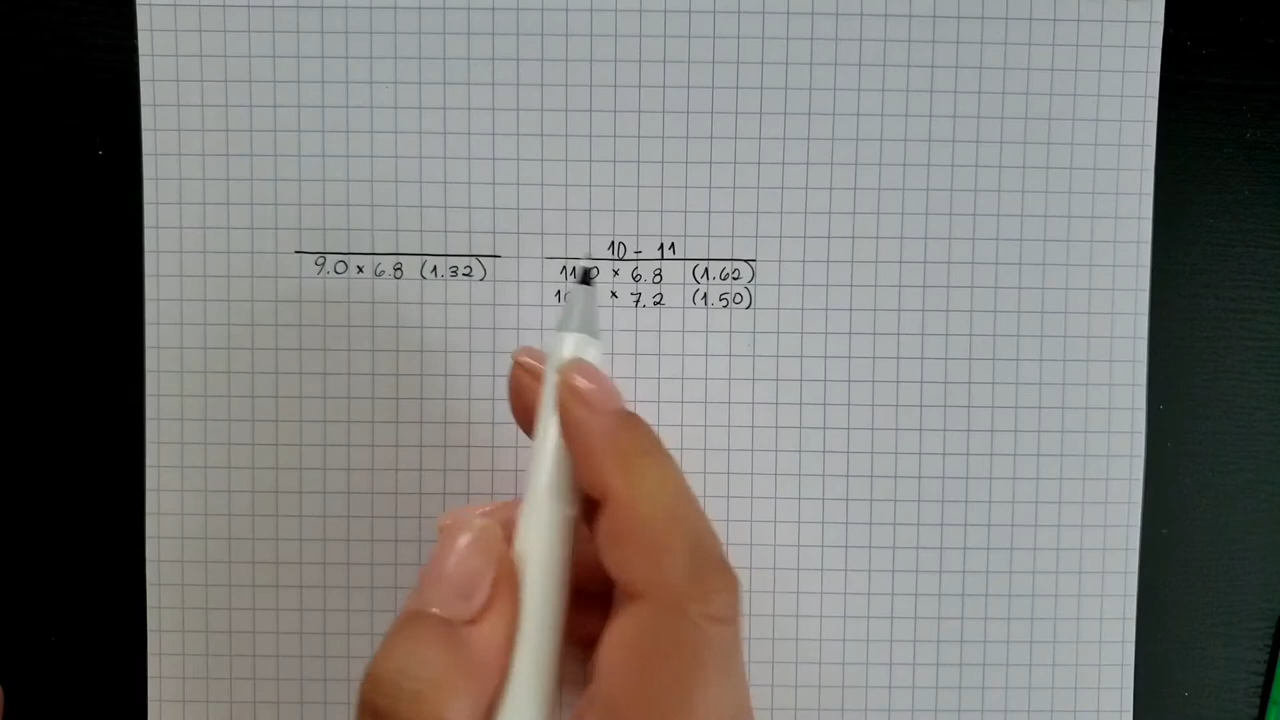 9.0 × 6.8 (1.32)
10 - 11
× 6.8 (1.62)
× 7.2 (1.50)